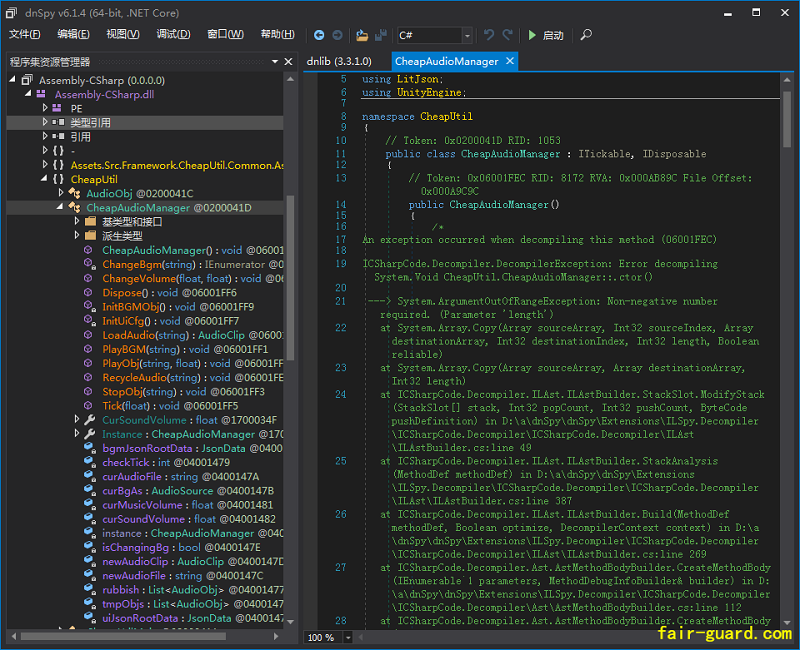 dnSpy v6.1.4 (64-bit, .NET Core)
文件(F) 编辑(E) 视图(V) 调试(D) 窗口(W) 帮助(H) C# 启动
程序集资源管理器
Assembly-CSharp (0.0.0.0)
Assembly-CSharp.dll
PE
类型引用
引用
{ } -
{ } Assets.Src.Framework.CheapUtil.Common.As
{ } CheapUtil
AudioObj @0200041C
CheapAudioManager @0200041D
基类型和接口
派生类型
CheapAudioManager() : void @06001
ChangeBgm(string) : IEnumerator @0
ChangeVolume(float, float) : void @06
Dispose() : void @06001FF6
InitBGMObj() : void @06001FF9
InitUiCfg() : void @06001FF7
LoadAudio(string) : AudioClip @06001
PlayBGM(string) : void @06001FF1
PlayObj(string, float) : void @06001FF
RecycleAudio(string) : void @06001FE
StopObj(string) : void @06001FF3
Tick(float) : void @06001FF5
CurSoundVolume : float @1700034F
Instance : CheapAudioManager @170
bgmJsonRootData : JsonData @0400
checkTick : int @04001479
curAudioFile : string @0400147A
curBgAs : AudioSource @0400147B
curMusicVolume : float @04001481
curSoundVolume : float @04001482
instance : CheapAudioManager @040
isChangingBg : bool @0400147E
newAudioClip : AudioClip @0400147D
newAudioFile : string @0400147C
rubbish : List<AudioObj> @0400147
tmpObjs : List<AudioObj> @0400147
uiJsonRootData : JsonData @04001
dnlib (3.3.1.0) CheapAudioManager
5 using LitJson;
6 using UnityEngine;
7
8 namespace CheapUtil
9 {
10 // Token: 0x0200041D RID: 1053
11 public class CheapAudioManager : ITickable, IDisposable
12 {
13 // Token: 0x06001FEC RID: 8172 RVA: 0x000AB89C File Offset:
0x000A9C9C
14 public CheapAudioManager()
15 {
16 /*
17 An exception occurred when decompiling this method (06001FEC)
18
19 ICSharpCode.Decompiler.DecompilerException: Error decompiling
System.Void CheapUtil.CheapAudioManager::.ctor()
20
21 ---> System.ArgumentOutOfRangeException: Non-negative number
required. (Parameter 'length')
22 at System.Array.Copy(Array sourceArray, Int32 sourceIndex, Array
destinationArray, Int32 destinationIndex, Int32 length, Boolean
reliable)
23 at System.Array.Copy(Array sourceArray, Array destinationArray,
Int32 length)
24 at ICSharpCode.Decompiler.ILAst.ILAstBuilder.StackSlot.ModifyStack
(StackSlot[] stack, Int32 popCount, Int32 pushCount, ByteCode
pushDefinition) in D:\a\dnSpy\dnSpy\Extensions\ILSpy.Decompiler
\ICSharpCode.Decompiler\ICSharpCode.Decompiler\ILAst
\ILAstBuilder.cs:line 49
25 at ICSharpCode.Decompiler.ILAst.ILAstBuilder.StackAnalysis
(MethodDef methodDef) in D:\a\dnSpy\dnSpy\Extensions
\ILSpy.Decompiler\ICSharpCode.Decompiler\ICSharpCode.Decompiler
\ILAst\ILAstBuilder.cs:line 387
26 at ICSharpCode.Decompiler.ILAst.ILAstBuilder.Build(MethodDef
methodDef, Boolean optimize, DecompilerContext context) in D:\a
\dnSpy\dnSpy\Extensions\ILSpy.Decompiler\ICSharpCode.Decompiler
\ICSharpCode.Decompiler\ILAst\ILAstBuilder.cs:line 269
27 at ICSharpCode.Decompiler.Ast.AstMethodBodyBuilder.CreateMethodBody
(IEnumerable`1 parameters, MethodDebugInfoBuilder& builder) in D:
\a\dnSpy\dnSpy\Extensions\ILSpy.Decompiler\ICSharpCode.Decompiler
\ICSharpCode.Decompiler\Ast\AstMethodBodyBuilder.cs:line 112
28 at ICSharpCode.Decompiler.Ast.AstMethodBodyBuilder.CreateMethodBody
100 %
fair-guard.com